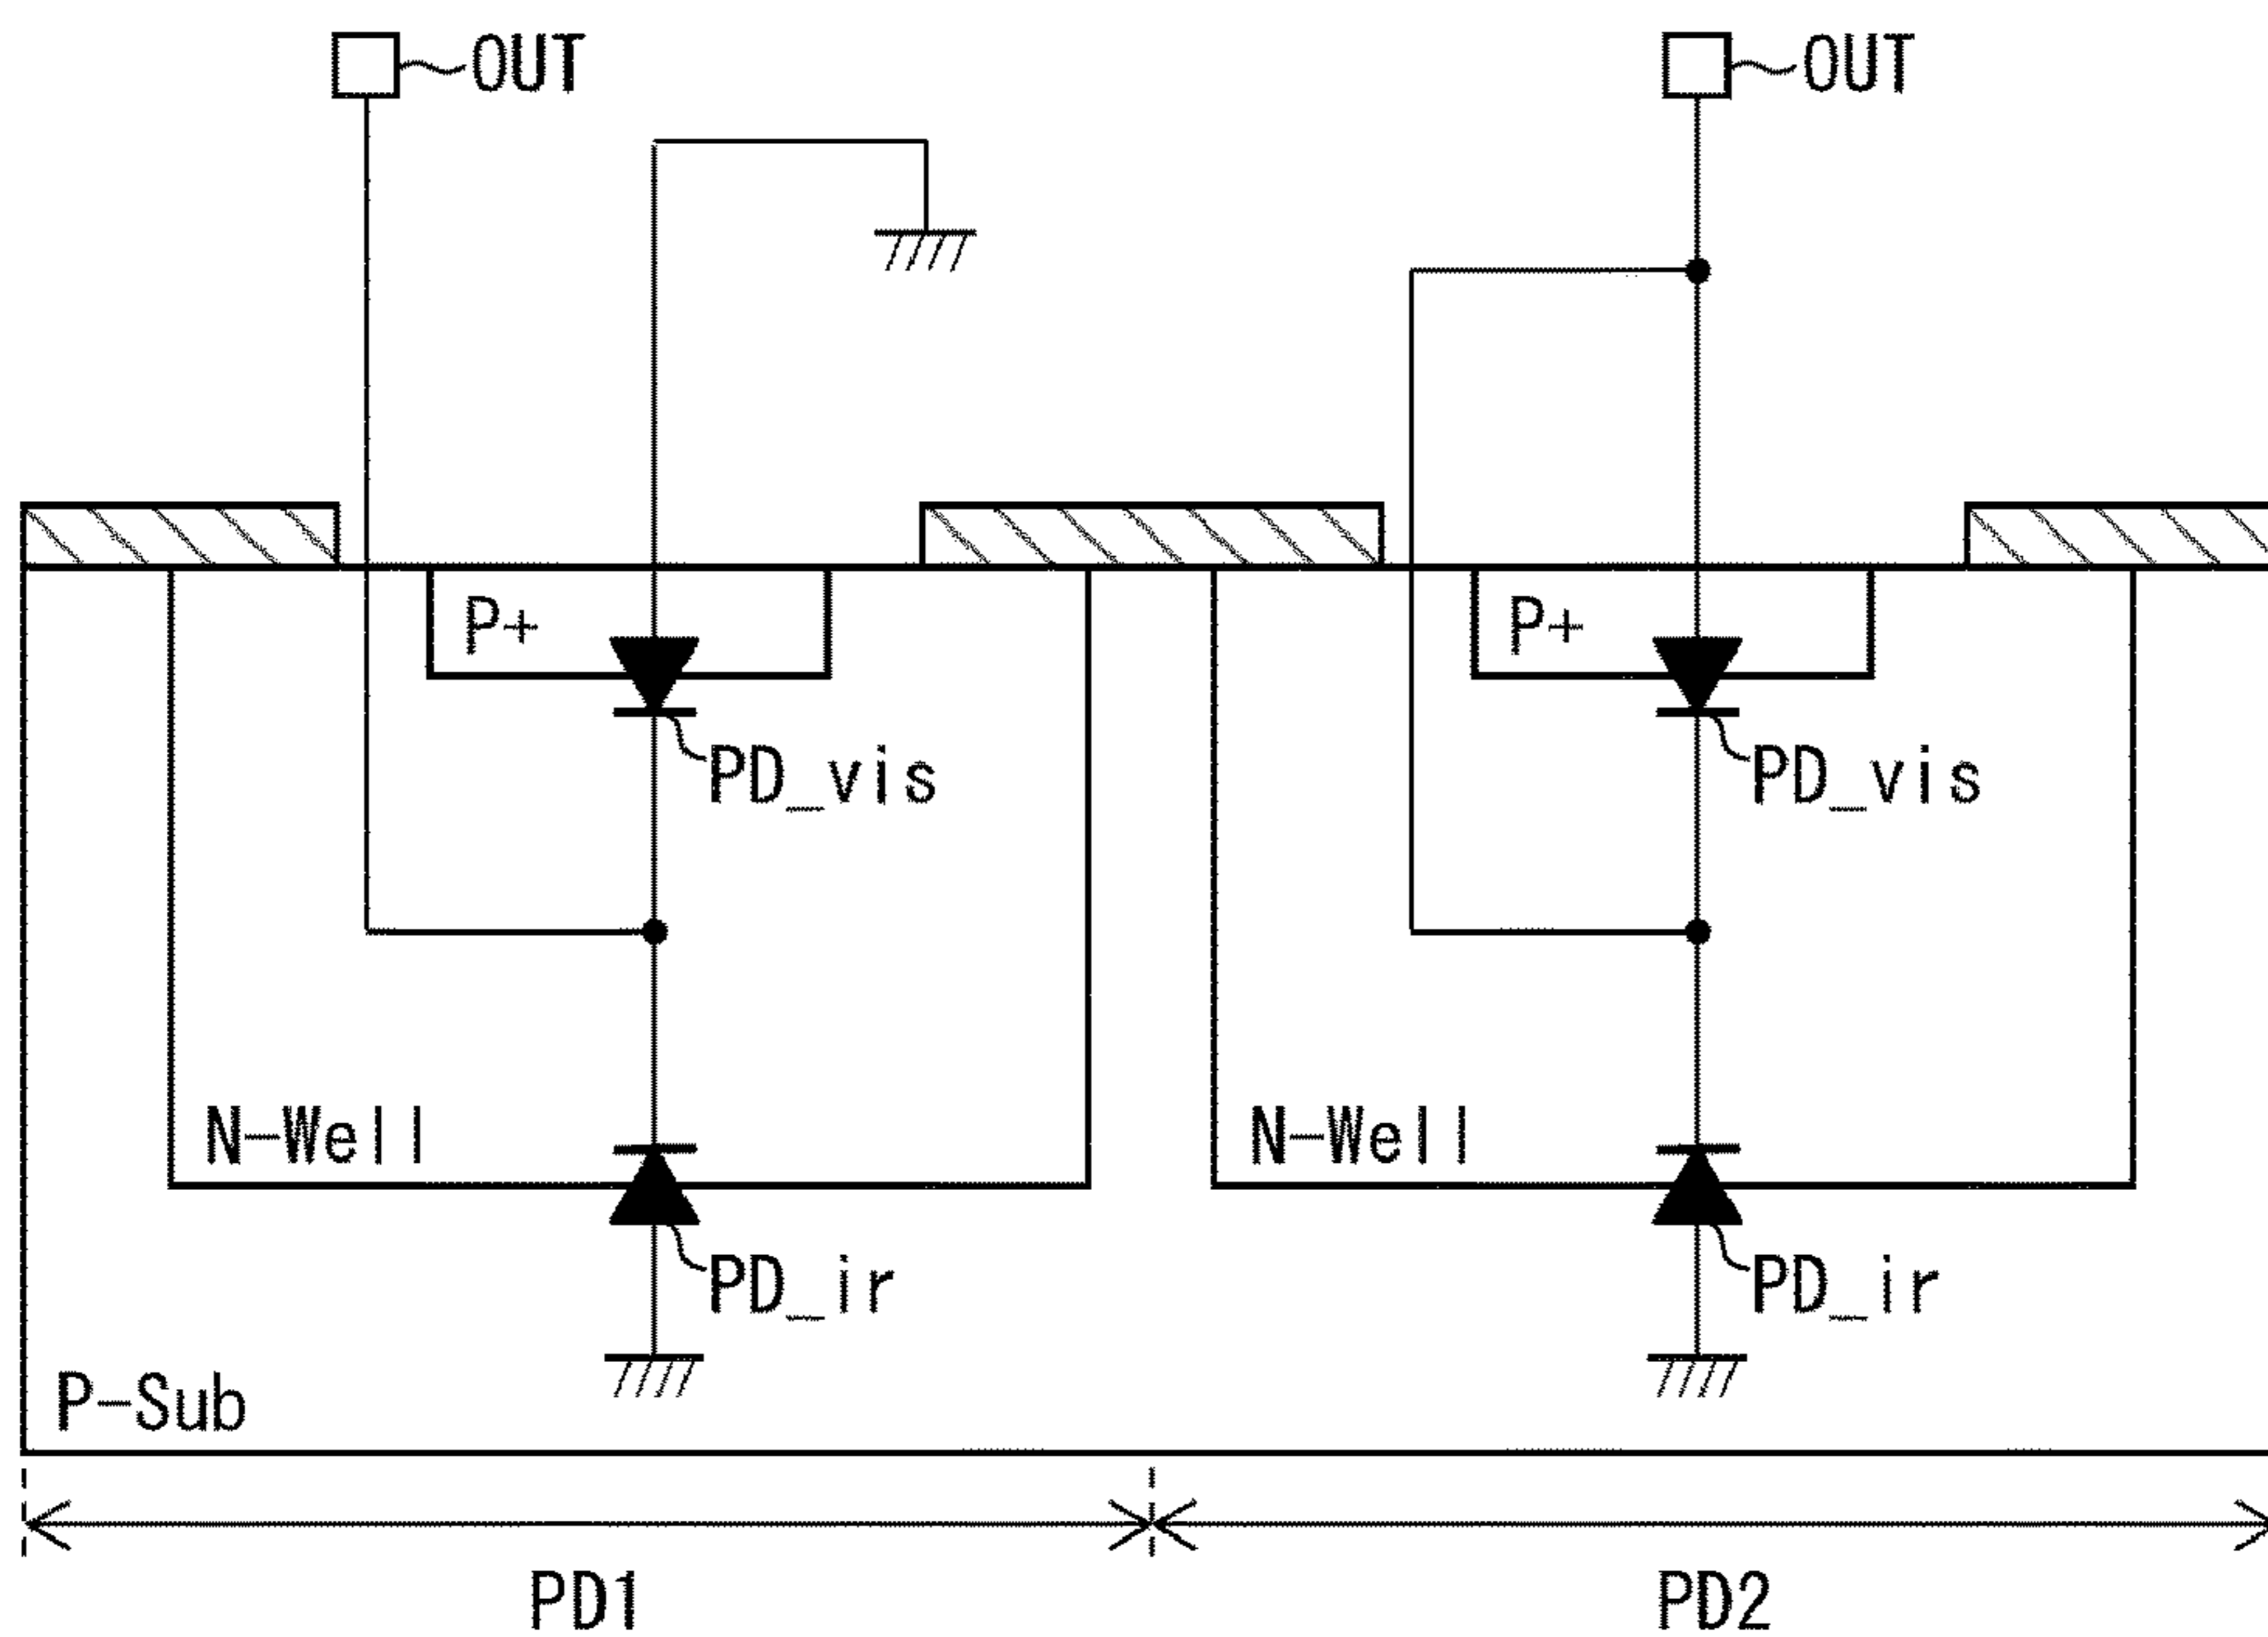 OUT
OUT
P+
P+
PD_vis
PD_vis
N-Well
N-Well
PD_ir
PD_ir
P-Sub
PD1
PD2